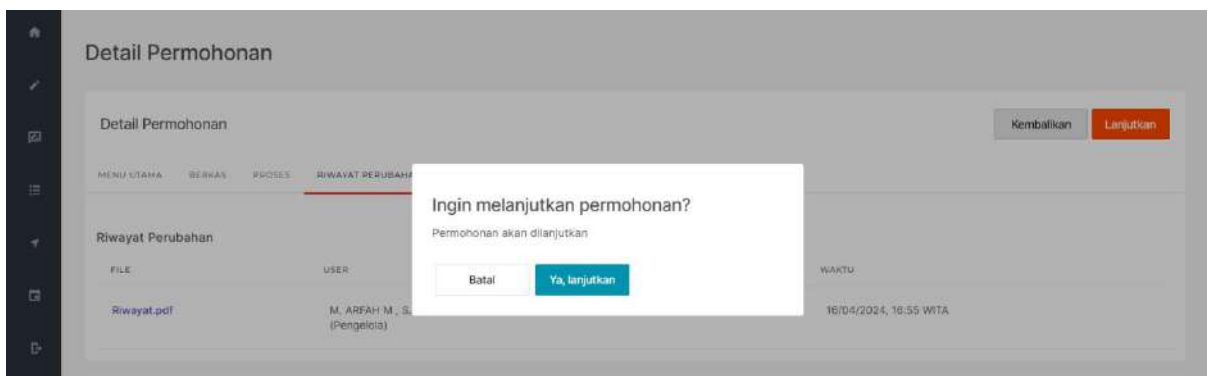 Detail Permohonan
Detail Permohonan
Kembalikan
Lanjutkan
MENU UTAMA BERKAS PROSES RIWAYAT PERUBAHA
Ingin melanjutkan permohonan?
Permohonan akan dilanjutkan
Batal
Ya, lanjutkan
Riwayat Perubahan
FILE USER WAKTU
Riwayat.pdf M. ARFAH M , S. 16/04/2024, 16:55 WITA
(Pengelola)